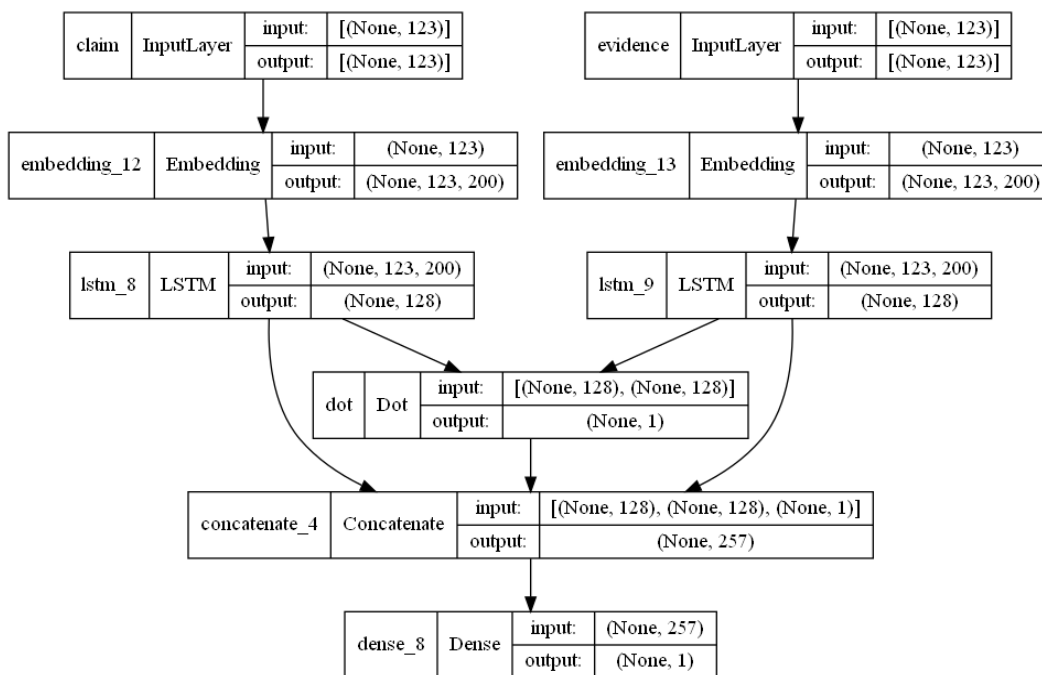 claim InputLayer input: [(None, 123)]
output: [(None, 123)]
evidence InputLayer input: [(None, 123)]
output: [(None, 123)]
embedding_12 Embedding input: (None, 123)
output: (None, 123, 200)
embedding_13 Embedding input: (None, 123)
output: (None, 123, 200)
lstm_8 LSTM input: (None, 123, 200)
output: (None, 128)
lstm_9 LSTM input: (None, 123, 200)
output: (None, 128)
dot Dot input: [(None, 128), (None, 128)]
output: (None, 1)
concatenate_4 Concatenate input: [(None, 128), (None, 128), (None, 1)]
output: (None, 257)
dense_8 Dense input: (None, 257)
output: (None, 1)